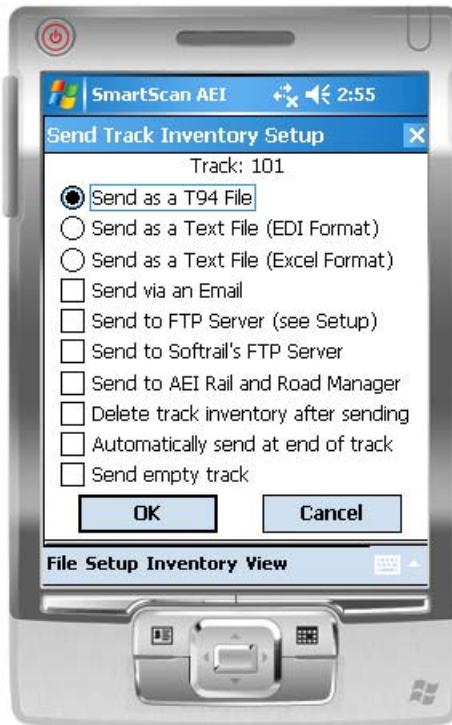 SmartScan AEI 2:55
Send Track Inventory Setup
Track: 101
Send as a T94 File
Send as a Text File (EDI Format)
Send as a Text File (Excel Format)
Send via an Email
Send to FTP Server (see Setup)
Send to Softrail's FTP Server
Send to AEI Rail and Road Manager
Delete track inventory after sending
Automatically send at end of track
Send empty track
OK Cancel
File Setup Inventory View